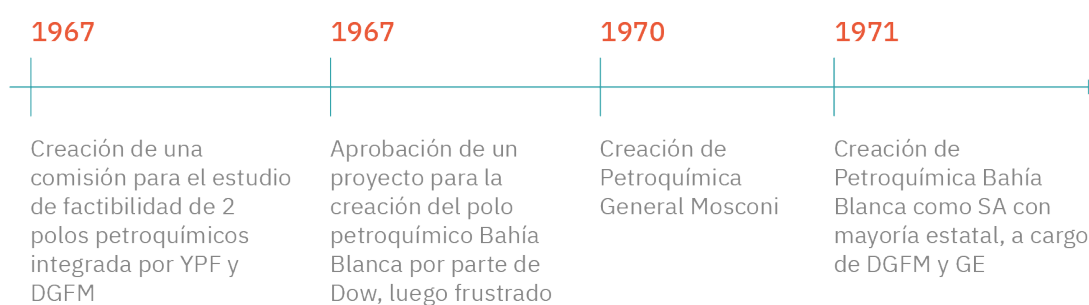 1967
Creación de una
comisión para el estudio
de factibilidad de 2
polos petroquímicos
integrada por YPF y
DGFM
1967
Aprobación de un
proyecto para la
creación del polo
petroquímico Bahía
Blanca por parte de
Dow, luego frustrado
1970
Creación de
Petroquímica
General Mosconi
1971
Creación de
Petroquímica Bahía
Blanca como SA con
mayoría estatal, a cargo
de DGFM y GE